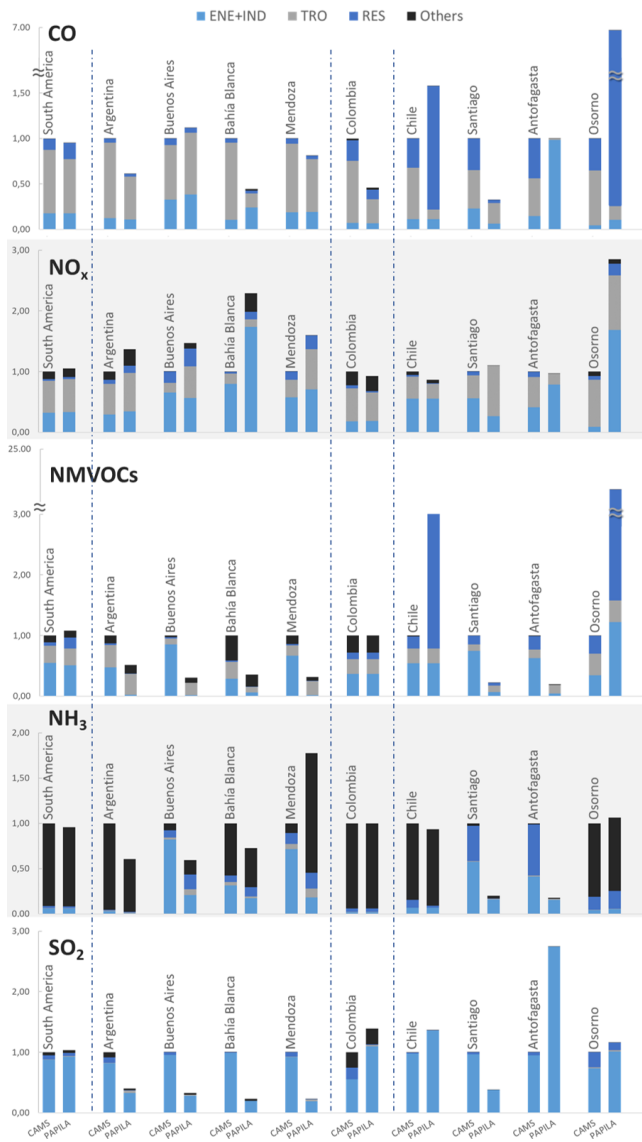 ENE+IND TRO RES Others
CO
7.00
1,50
1,00
0,50
0,00
South America
Argentina
Buenos Aires
Bahía Blanca
Mendoza
Colombia
Chile
Santiago
Antofagasta
Osorno
NOx
3,00
2,00
1,00
0,00
South America
Argentina
Buenos Aires
Bahía Blanca
Mendoza
Colombia
Chile
Santiago
Antofagasta
Osorno
NMVOCs
25.00
3,00
2,00
1,00
0,00
South America
Argentina
Buenos Aires
Bahía Blanca
Mendoza
Colombia
Chile
Santiago
Antofagasta
Osorno
NH3
2,00
1,50
1,00
0,50
0,00
South America
Argentina
Buenos Aires
Bahía Blanca
Mendoza
Colombia
Chile
Santiago
Antofagasta
Osorno
SO2
3,00
2,00
1,00
0,00
South America
Argentina
Buenos Aires
Bahía Blanca
Mendoza
Colombia
Chile
Santiago
Antofagasta
Osorno
CAMS PAPILA CAMS PAPILA CAMS PAPILA CAMS PAPILA CAMS PAPILA CAMS PAPILA CAMS PAPILA CAMS PAPILA CAMS PAPILA CAMS PAPILA